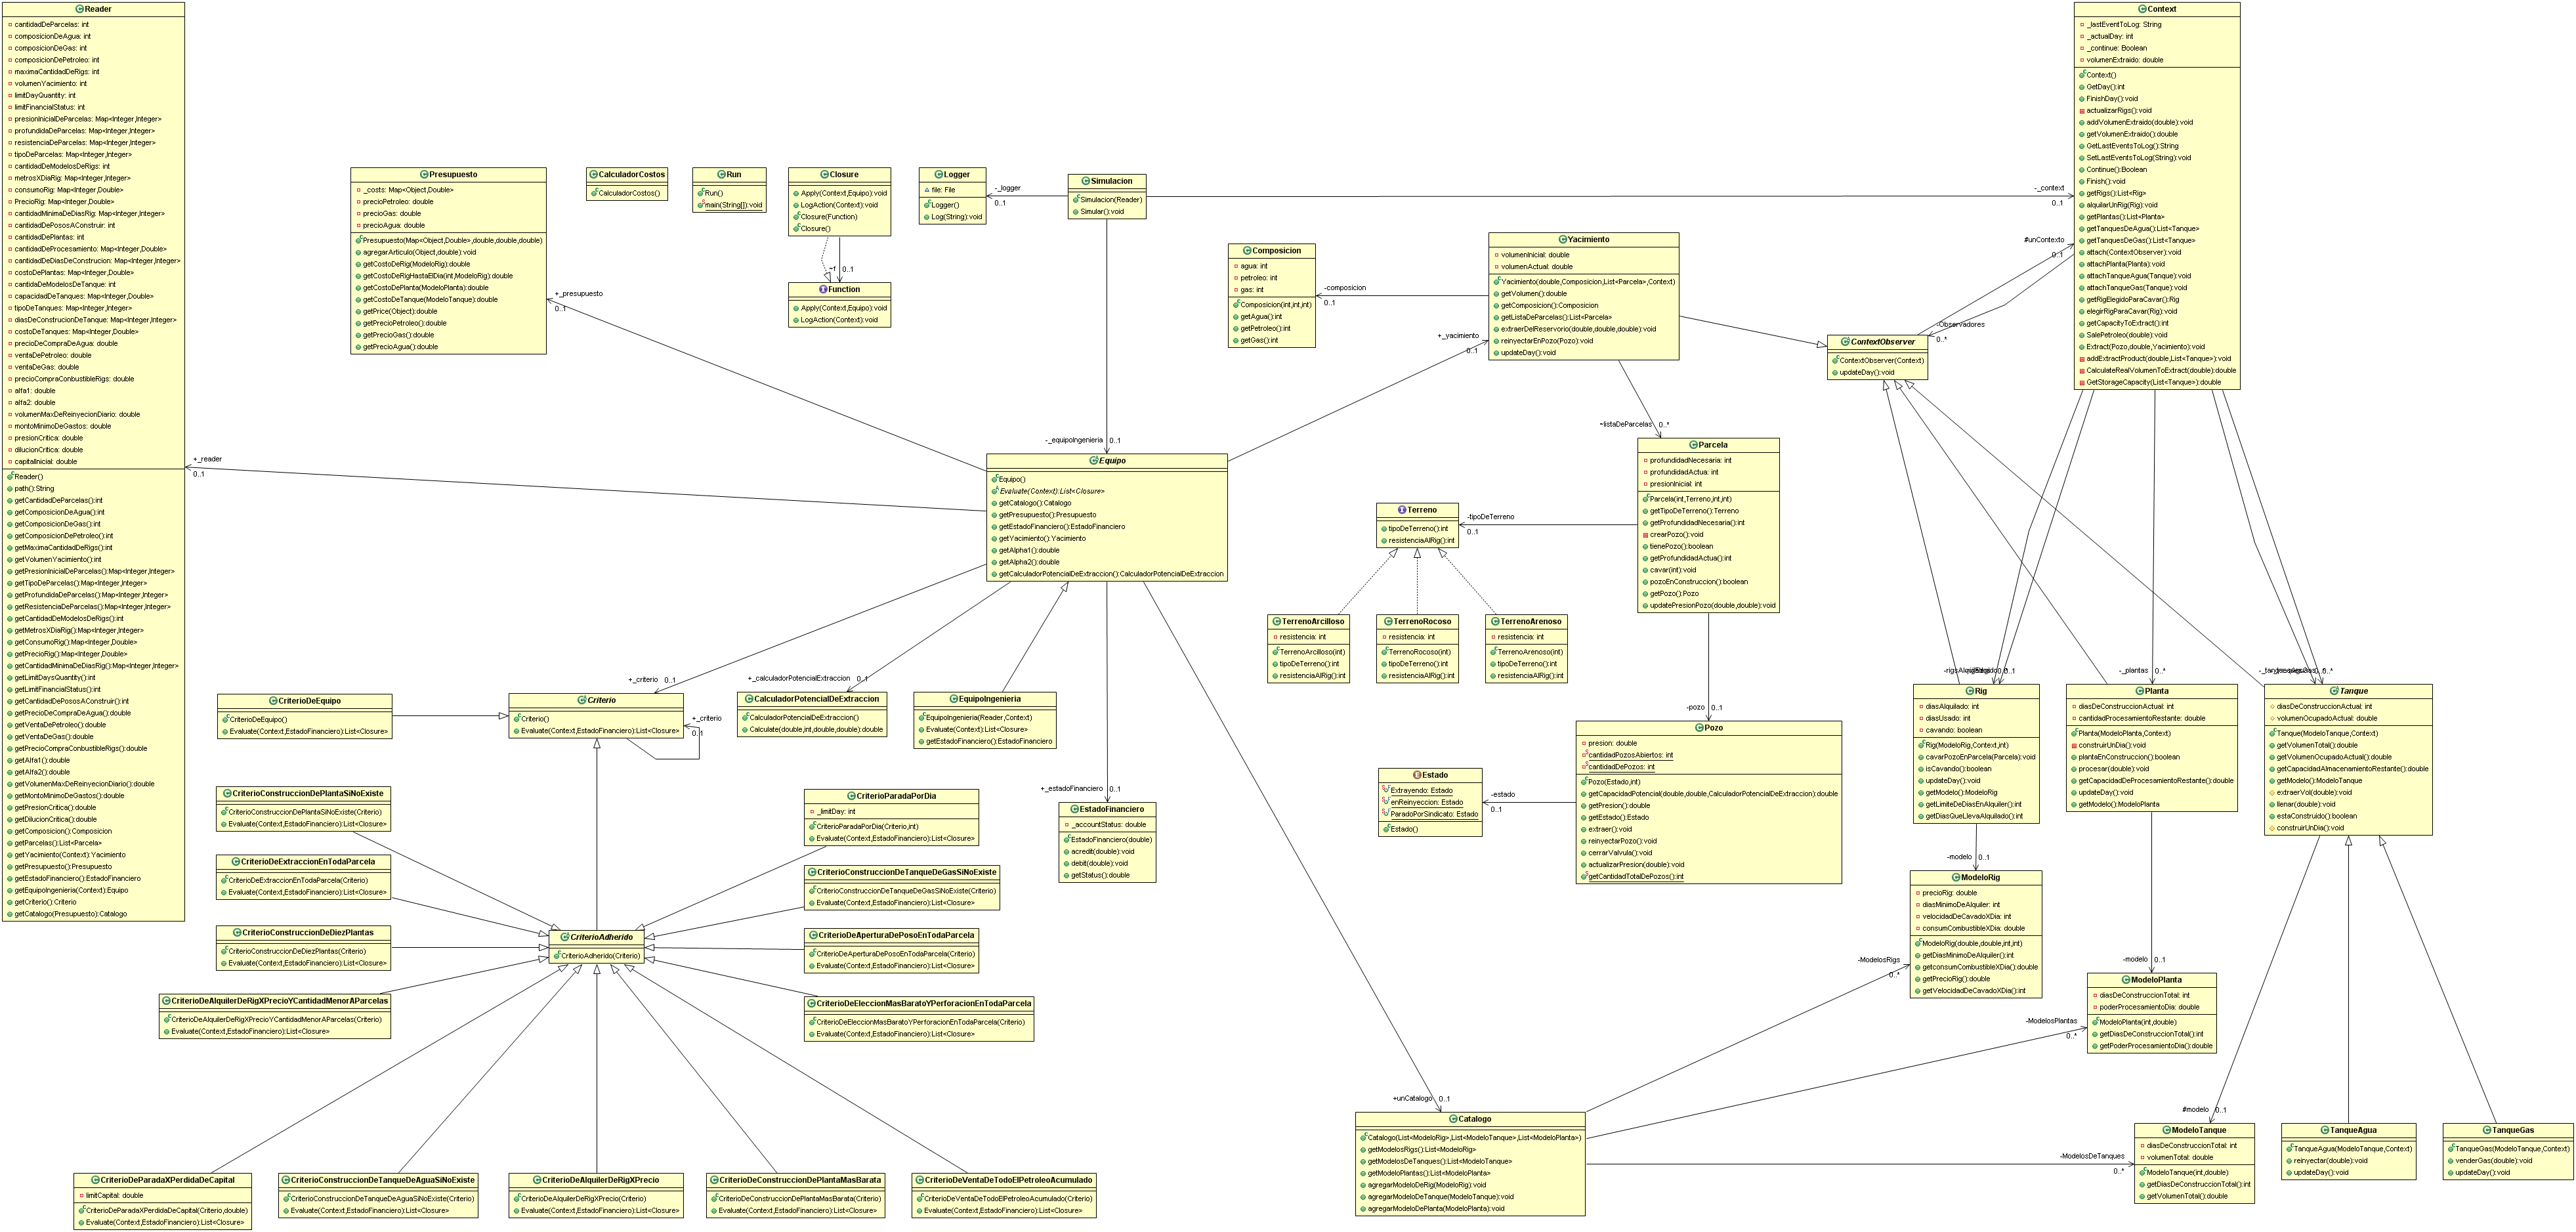 Reader
cantidadDeParcelas: int
composicionDeAgua: int
composicionDeGas: int
composicionDePetroleo: int
maximaCantidadDeRigs: int
volumenYacimiento: int
limitDayQuantity: int
limitFinancialStatus: int
presionInicialDeParcelas: Map<Integer,Integer>
profundidaDeParcelas: Map<Integer,Integer>
resistenciaDeParcelas: Map<Integer,Integer>
tipoDeParcelas: Map<Integer,Integer>
cantidadDeModelosDeRigs: int
metrosXDiaRig: Map<Integer,Integer>
consumoRig: Map<Integer,Double>
PrecioRig: Map<Integer,Double>
cantidadMinimaDeDiasRig: Map<Integer,Integer>
cantidadDePososAConstruir: int
cantidadDePlantas: int
cantidadDeProcesamiento: Map<Integer,Double>
cantidadDeDiasDeConstrucion: Map<Integer,Integer>
costoDePlantas: Map<Integer,Double>
cantidaDeModelosDeTanque: int
capacidadDeTanques: Map<Integer,Double>
tipoDeTanques: Map<Integer,Integer>
diasDeConstrucionDeTanque: Map<Integer,Integer>
costoDeTanques: Map<Integer,Double>
precioDeCompraDeAgua: double
ventaDePetroleo: double
ventaDeGas: double
precioCompraConbustibleRigs: double
alfa1: double
alfa2: double
volumenMaxDeReinyecionDiario: double
montoMinimoDeGastos: double
presionCritica: double
dilucionCritica: double
capitalInicial: double
Reader()
path():String
getCantidadDeParcelas():int
getComposicionDeAgua():int
getComposicionDeGas():int
getComposicionDePetroleo():int
getMaximaCantidadDeRigs():int
getVolumenYacimiento():int
getPresionInicialDeParcelas():Map<Integer,Integer>
getTipoDeParcelas():Map<Integer,Integer>
getProfundidaDeParcelas():Map<Integer,Integer>
getResistenciaDeParcelas():Map<Integer,Integer>
getCantidadDeModelosDeRigs():int
getMetrosXDiaRig():Map<Integer,Integer>
getConsumoRig():Map<Integer,Double>
getPrecioRig():Map<Integer,Double>
getCantidadMinimaDeDiasRig():Map<Integer,Integer>
getLimitDaysQuantity():int
getLimitFinancialStatus():int
getCantidadDePososAConstruir():int
getPrecioDeCompraDeAgua():double
getVentaDePetroleo():double
getVentaDeGas():double
getPrecioCompraConbustibleRigs():double
getAlfa1():double
getAlfa2():double
getVolumenMaxDeReinyecionDiario():double
getMontoMinimoDeGastos():double
getPresionCritica():double
getDilucionCritica():double
getComposicion():Composicion
getParcelas():List<Parcela>
getYacimiento(Context):Yacimiento
getPresupuesto():Presupuesto
getEstadoFinanciero():EstadoFinanciero
getEquipoIngenieria(Context):Equipo
getCriterio():Criterio
getCatalogo(Presupuesto):Catalogo
Presupuesto
_costs: Map<Object,Double>
precioPetroleo: double
precioGas: double
precioAgua: double
Presupuesto(Map<Object,Double>,double,double,double)
agregarArticulo(Object,double):void
getCostoDeRig(ModeloRig):double
getCostoDeRigHastaElDia(int,ModeloRig):double
getCostoDePlanta(ModeloPlanta):double
getCostoDeTanque(ModeloTanque):double
getPrice(Object):double
getPrecioPetroleo():double
getPrecioGas():double
getPrecioAgua():double
CalculadorCostos
CalculadorCostos()
Run
Run()
main(String[]):void
Closure
Apply(Context,Equipo):void
LogAction(Context):void
Closure(Function)
Closure()
~f
0..1
Function
Apply(Context,Equipo):void
LogAction(Context):void
Logger
file: File
Logger()
Log(String):void
-_logger
0..1
Simulacion
Simulacion(Reader)
Simular():void
-_context
0..1
Composicion
agua: int
petroleo: int
gas: int
Composicion(int,int,int)
getAgua():int
getPetroleo():int
getGas():int
-composicion
0..1
Yacimiento
volumenInicial: double
volumenActual: double
Yacimiento(double,Composicion,List<Parcela>,Context)
getVolumen():double
getComposicion():Composicion
getListaDeParcelas():List<Parcela>
extraerDelReservorio(double,double,double):void
reinyectarEnPozo(Pozo):void
updateDay():void
+_yacimiento
0..1
Context
_lastEventToLog: String
_actualDay: int
_continue: Boolean
volumenExtraido: double
Context()
GetDay():int
FinishDay():void
actualizarRigs():void
addVolumenExtraido(double):void
getVolumenExtraido():double
GetLastEventsToLog():String
SetLastEventsToLog(String):void
Continue():Boolean
Finish():void
getRigs():List<Rig>
alquilarUnRig(Rig):void
getPlantas():List<Planta>
getTanquesDeAgua():List<Tanque>
getTanquesDeGas():List<Tanque>
attach(ContextObserver):void
attachPlanta(Planta):void
attachTanqueAgua(Tanque):void
attachTanqueGas(Tanque):void
getRigElegidoParaCavar():Rig
elegirRigParaCavar(Rig):void
getCapacityToExtract():int
SalePetroleo(double):void
Extract(Pozo,double,Yacimiento):void
addExtractProduct(double,List<Tanque>):void
CalculateRealVolumenToExtract(double):double
GetStorageCapacity(List<Tanque>):double
#unContexto
0..1
-Observadores
0..*
ContextObserver
ContextObserver(Context)
updateDay():void
+_presupuesto
0..1
+_reader
0..1
-_equipoIngenieria
0..1
Equipo
Equipo()
Evaluate(Context):List<Closure>
getCatalogo():Catalogo
getPresupuesto():Presupuesto
getEstadoFinanciero():EstadoFinanciero
getYacimiento():Yacimiento
getAlpha1():double
getAlpha2():double
getCalculadorPotencialDeExtraccion():CalculadorPotencialDeExtraccion
~listaDeParcelas
0..*
Parcela
profundidadNecesaria: int
profundidadActua: int
presionInicial: int
Parcela(int,Terreno,int,int)
getTipoDeTerreno():Terreno
getProfundidadNecesaria():int
crearPozo():void
tienePozo():boolean
getProfundidadActua():int
cavar(int):void
pozoEnConstruccion():boolean
getPozo():Pozo
updatePresionPozo(double,double):void
-tipoDeTerreno
0..1
Terreno
tipoDeTerreno():int
resistenciaAlRig():int
TerrenoArcilloso
resistencia: int
TerrenoArcilloso(int)
tipoDeTerreno():int
resistenciaAlRig():int
TerrenoRocoso
resistencia: int
TerrenoRocoso(int)
tipoDeTerreno():int
resistenciaAlRig():int
TerrenoArenoso
resistencia: int
TerrenoArenoso(int)
tipoDeTerreno():int
resistenciaAlRig():int
-pozo
0..1
Pozo
presion: double
cantidadPozosAbiertos: int
cantidadDePozos: int
Pozo(Estado,int)
getCapacidadPotencial(double,double,CalculadorPotencialDeExtraccion):double
getPresion():double
getEstado():Estado
extraer():void
reinyectarPozo():void
cerrarValvula():void
actualizarPresion(double):void
getCantidadTotalDePozos():int
-estado
0..1
Estado
Extrayendo: Estado
enReinyeccion: Estado
ParadoPorSindicato: Estado
Estado()
0..1
-_plantas
0..*
0..*
Rig
diasAlquilado: int
diasUsado: int
cavando: boolean
Rig(ModeloRig,Context,int)
cavarPozoEnParcela(Parcela):void
isCavando():boolean
updateDay():void
getModelo():ModeloRig
getLimiteDeDiasEnAlquiler():int
getDiasQueLlevaAlquilado():int
Planta
diasDeConstruccionActual: int
cantidadProcesamientoRestante: double
Planta(ModeloPlanta,Context)
construirUnDia():void
plantaEnConstruccion():boolean
procesar(double):void
getCapacidadDeProcesamientoRestante():double
updateDay():void
getModelo():ModeloPlanta
Tanque
diasDeConstruccionActual: int
volumenOcupadoActual: double
Tanque(ModeloTanque,Context)
getVolumenTotal():double
getVolumenOcupadoActual():double
getCapacidadAlmacenamientoRestante():double
getModelo():ModeloTanque
extraerVol(double):void
llenar(double):void
estaConstruido():boolean
construirUnDia():void
-modelo
0..1
ModeloRig
precioRig: double
diasMinimoDeAlquiler: int
velocidadDeCavadoXDia: int
consumCombustibleXDia: double
ModeloRig(double,double,int,int)
getDiasMinimoDeAlquiler():int
getconsumCombustibleXDia():double
getPrecioRig():double
getVelocidadDeCavadoXDia():int
-modelo
0..1
ModeloPlanta
diasDeConstruccionTotal: int
poderProcesamientoDia: double
ModeloPlanta(int,double)
getDiasDeConstruccionTotal():int
getPoderProcesamientoDia():double
#modelo
0..1
ModeloTanque
diasDeConstruccionTotal: int
volumenTotal: double
ModeloTanque(int,double)
getDiasDeConstruccionTotal():int
getVolumenTotal():double
TanqueAgua
TanqueAgua(ModeloTanque,Context)
reinyectar(double):void
updateDay():void
TanqueGas
TanqueGas(ModeloTanque,Context)
venderGas(double):void
updateDay():void
-ModelosRigs
0..*
-ModelosPlantas
0..*
-ModelosDeTanques
0..*
+unCatalogo
0..1
Catalogo
Catalogo(List<ModeloRig>,List<ModeloTanque>,List<ModeloPlanta>)
getModelosRigs():List<ModeloRig>
getModelosDeTanques():List<ModeloTanque>
getModeloPlantas():List<ModeloPlanta>
agregarModeloDeRig(ModeloRig):void
agregarModeloDeTanque(ModeloTanque):void
agregarModeloDePlanta(ModeloPlanta):void
+_criterio
0..1
+_calculadorPotencialExtraccion
0..1
CriterioDeEquipo
CriterioDeEquipo()
Evaluate(Context,EstadoFinanciero):List<Closure>
Criterio
Criterio()
Evaluate(Context,EstadoFinanciero):List<Closure>
+_criterio
0..1
CalculadorPotencialDeExtraccion
CalculadorPotencialDeExtraccion()
Calculate(double,int,double,double):double
EquipoIngenieria
EquipoIngenieria(Reader,Context)
Evaluate(Context):List<Closure>
getEstadoFinanciero():EstadoFinanciero
+_estadoFinanciero
0..1
EstadoFinanciero
_accountStatus: double
EstadoFinanciero(double)
acredit(double):void
debit(double):void
getStatus():double
CriterioConstruccionDePlantaSiNoExiste
CriterioConstruccionDePlantaSiNoExiste(Criterio)
Evaluate(Context,EstadoFinanciero):List<Closure>
CriterioParadaPorDia
_limitDay: int
CriterioParadaPorDia(Criterio,int)
Evaluate(Context,EstadoFinanciero):List<Closure>
CriterioDeExtraccionEnTodaParcela
CriterioDeExtraccionEnTodaParcela(Criterio)
Evaluate(Context,EstadoFinanciero):List<Closure>
CriterioConstruccionDeTanqueDeGasSiNoExiste
CriterioConstruccionDeTanqueDeGasSiNoExiste(Criterio)
Evaluate(Context,EstadoFinanciero):List<Closure>
CriterioConstruccionDeDiezPlantas
CriterioConstruccionDeDiezPlantas(Criterio)
Evaluate(Context,EstadoFinanciero):List<Closure>
CriterioAdherido
CriterioAdherido(Criterio)
CriterioDeAperturaDePosoEnTodaParcela
CriterioDeAperturaDePosoEnTodaParcela(Criterio)
Evaluate(Context,EstadoFinanciero):List<Closure>
CriterioDeAlquilerDeRigXPrecioYCantidadMenorAParcelas
CriterioDeAlquilerDeRigXPrecioYCantidadMenorAParcelas(Criterio)
Evaluate(Context,EstadoFinanciero):List<Closure>
CriterioDeEleccionMasBaratoYPerforacionEnTodaParcela
CriterioDeEleccionMasBaratoYPerforacionEnTodaParcela(Criterio)
Evaluate(Context,EstadoFinanciero):List<Closure>
CriterioDeParadaXPerdidaDeCapital
limitCapital: double
CriterioDeParadaXPerdidaDeCapital(Criterio,double)
Evaluate(Context,EstadoFinanciero):List<Closure>
CriterioConstruccionDeTanqueDeAguaSiNoExiste
CriterioConstruccionDeTanqueDeAguaSiNoExiste(Criterio)
Evaluate(Context,EstadoFinanciero):List<Closure>
CriterioDeAlquilerDeRigXPrecio
CriterioDeAlquilerDeRigXPrecio(Criterio)
Evaluate(Context,EstadoFinanciero):List<Closure>
CriterioDeConstruccionDePlantaMasBarata
CriterioDeConstruccionDePlantaMasBarata(Criterio)
Evaluate(Context,EstadoFinanciero):List<Closure>
CriterioDeVentaDeTodoElPetroleoAcumulado
CriterioDeVentaDeTodoElPetroleoAcumulado(Criterio)
Evaluate(Context,EstadoFinanciero):List<Closure>